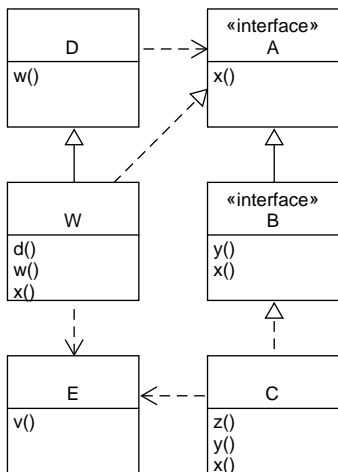 D
w()
«interface»
A
x()
W
d()
w()
x()
«interface»
B
y()
x()
E
v()
C
z()
y()
x()